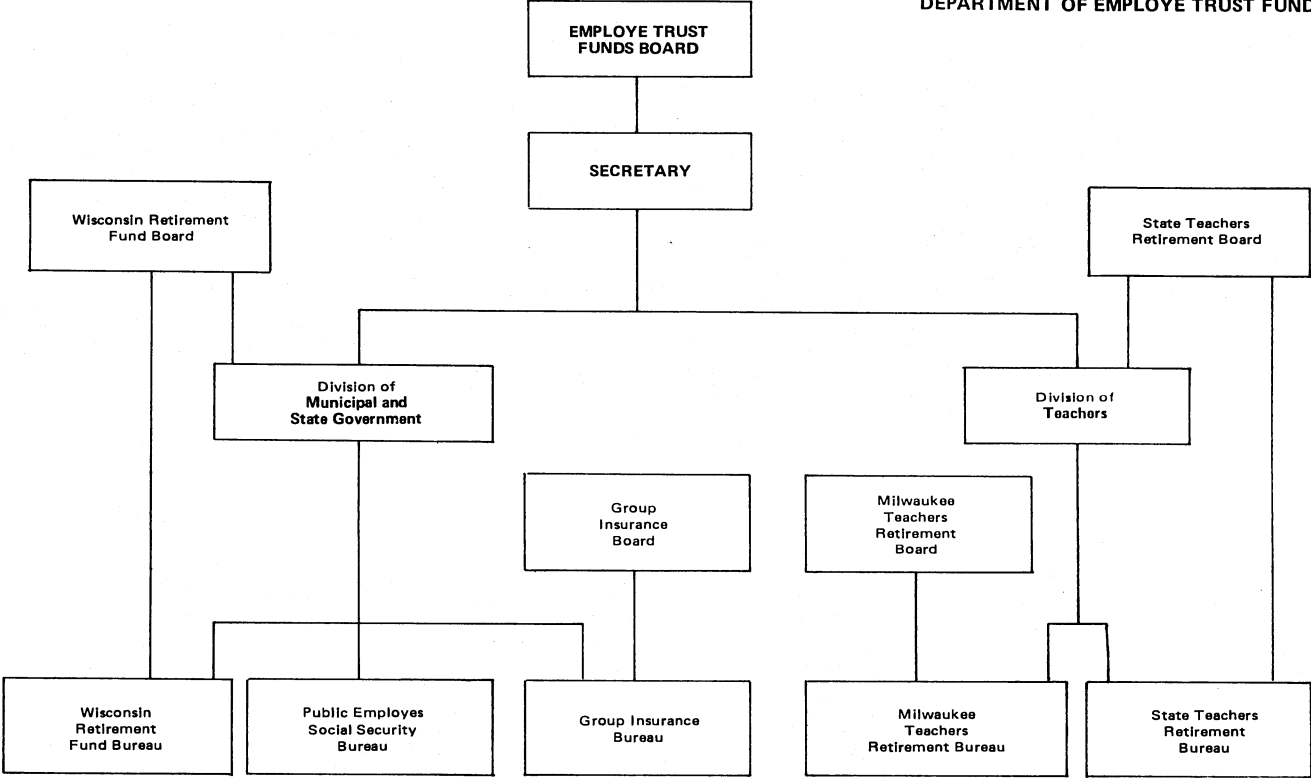 DEPARTMENT OF EMPLOYE TRUST FUND
EMPLOYE TRUST
FUNDS BOARD
SECRETARY
Wisconsin Retirement
Fund Board
State Teachers
Retirement Board
Division of
Municipal and
State Government
Division of
Teachers
Group
Insurance
Board
Milwaukee
Teachers
Retirement
Board
Wisconsin
Retirement
Fund Bureau
Public Employes
Social Security
Bureau
Group Insurance
Bureau
Milwaukee
Teachers
Retirement Bureau
State Teachers
Retirement
Bureau